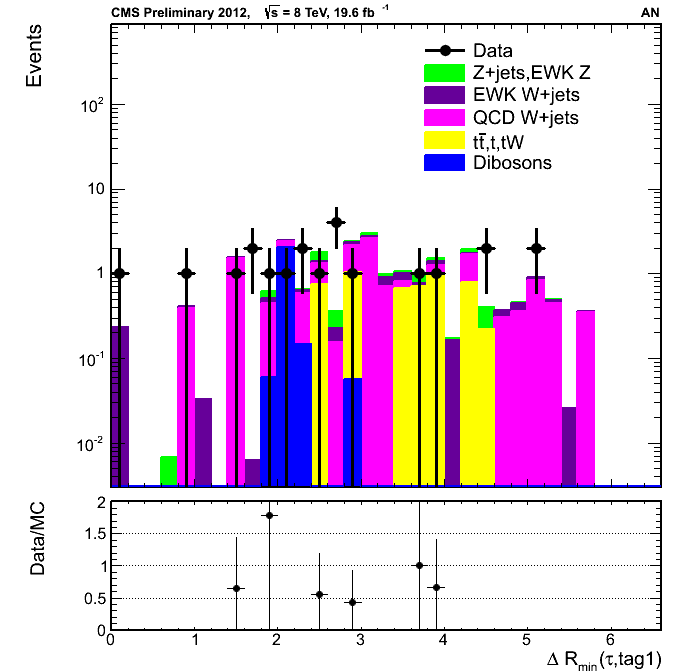 CMS Preliminary 2012, √s = 8 TeV, 19.6 fb⁻¹ AN
Events
10²
10
1
10⁻¹
10⁻²
Data
Z+jets,EWK Z
EWK W+jets
QCD W+jets
tt̄,t,tW
Dibosons
Data/MC
2
1.5
1
0.5
0
0 1 2 3 4 5 6
Δ R_min(τ,tag1)